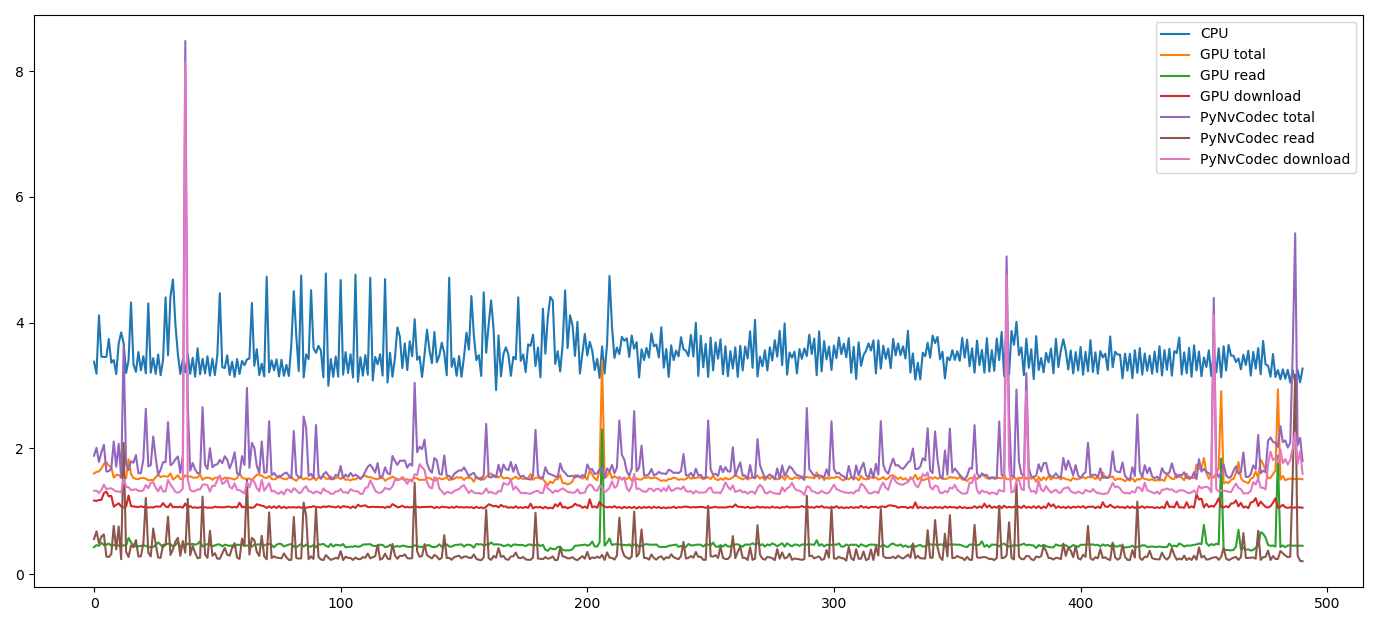 CPU
GPU total
GPU read
GPU download
PyNvCodec total
PyNvCodec read
PyNvCodec download
8
6
4
2
0
0 100 200 300 400 500